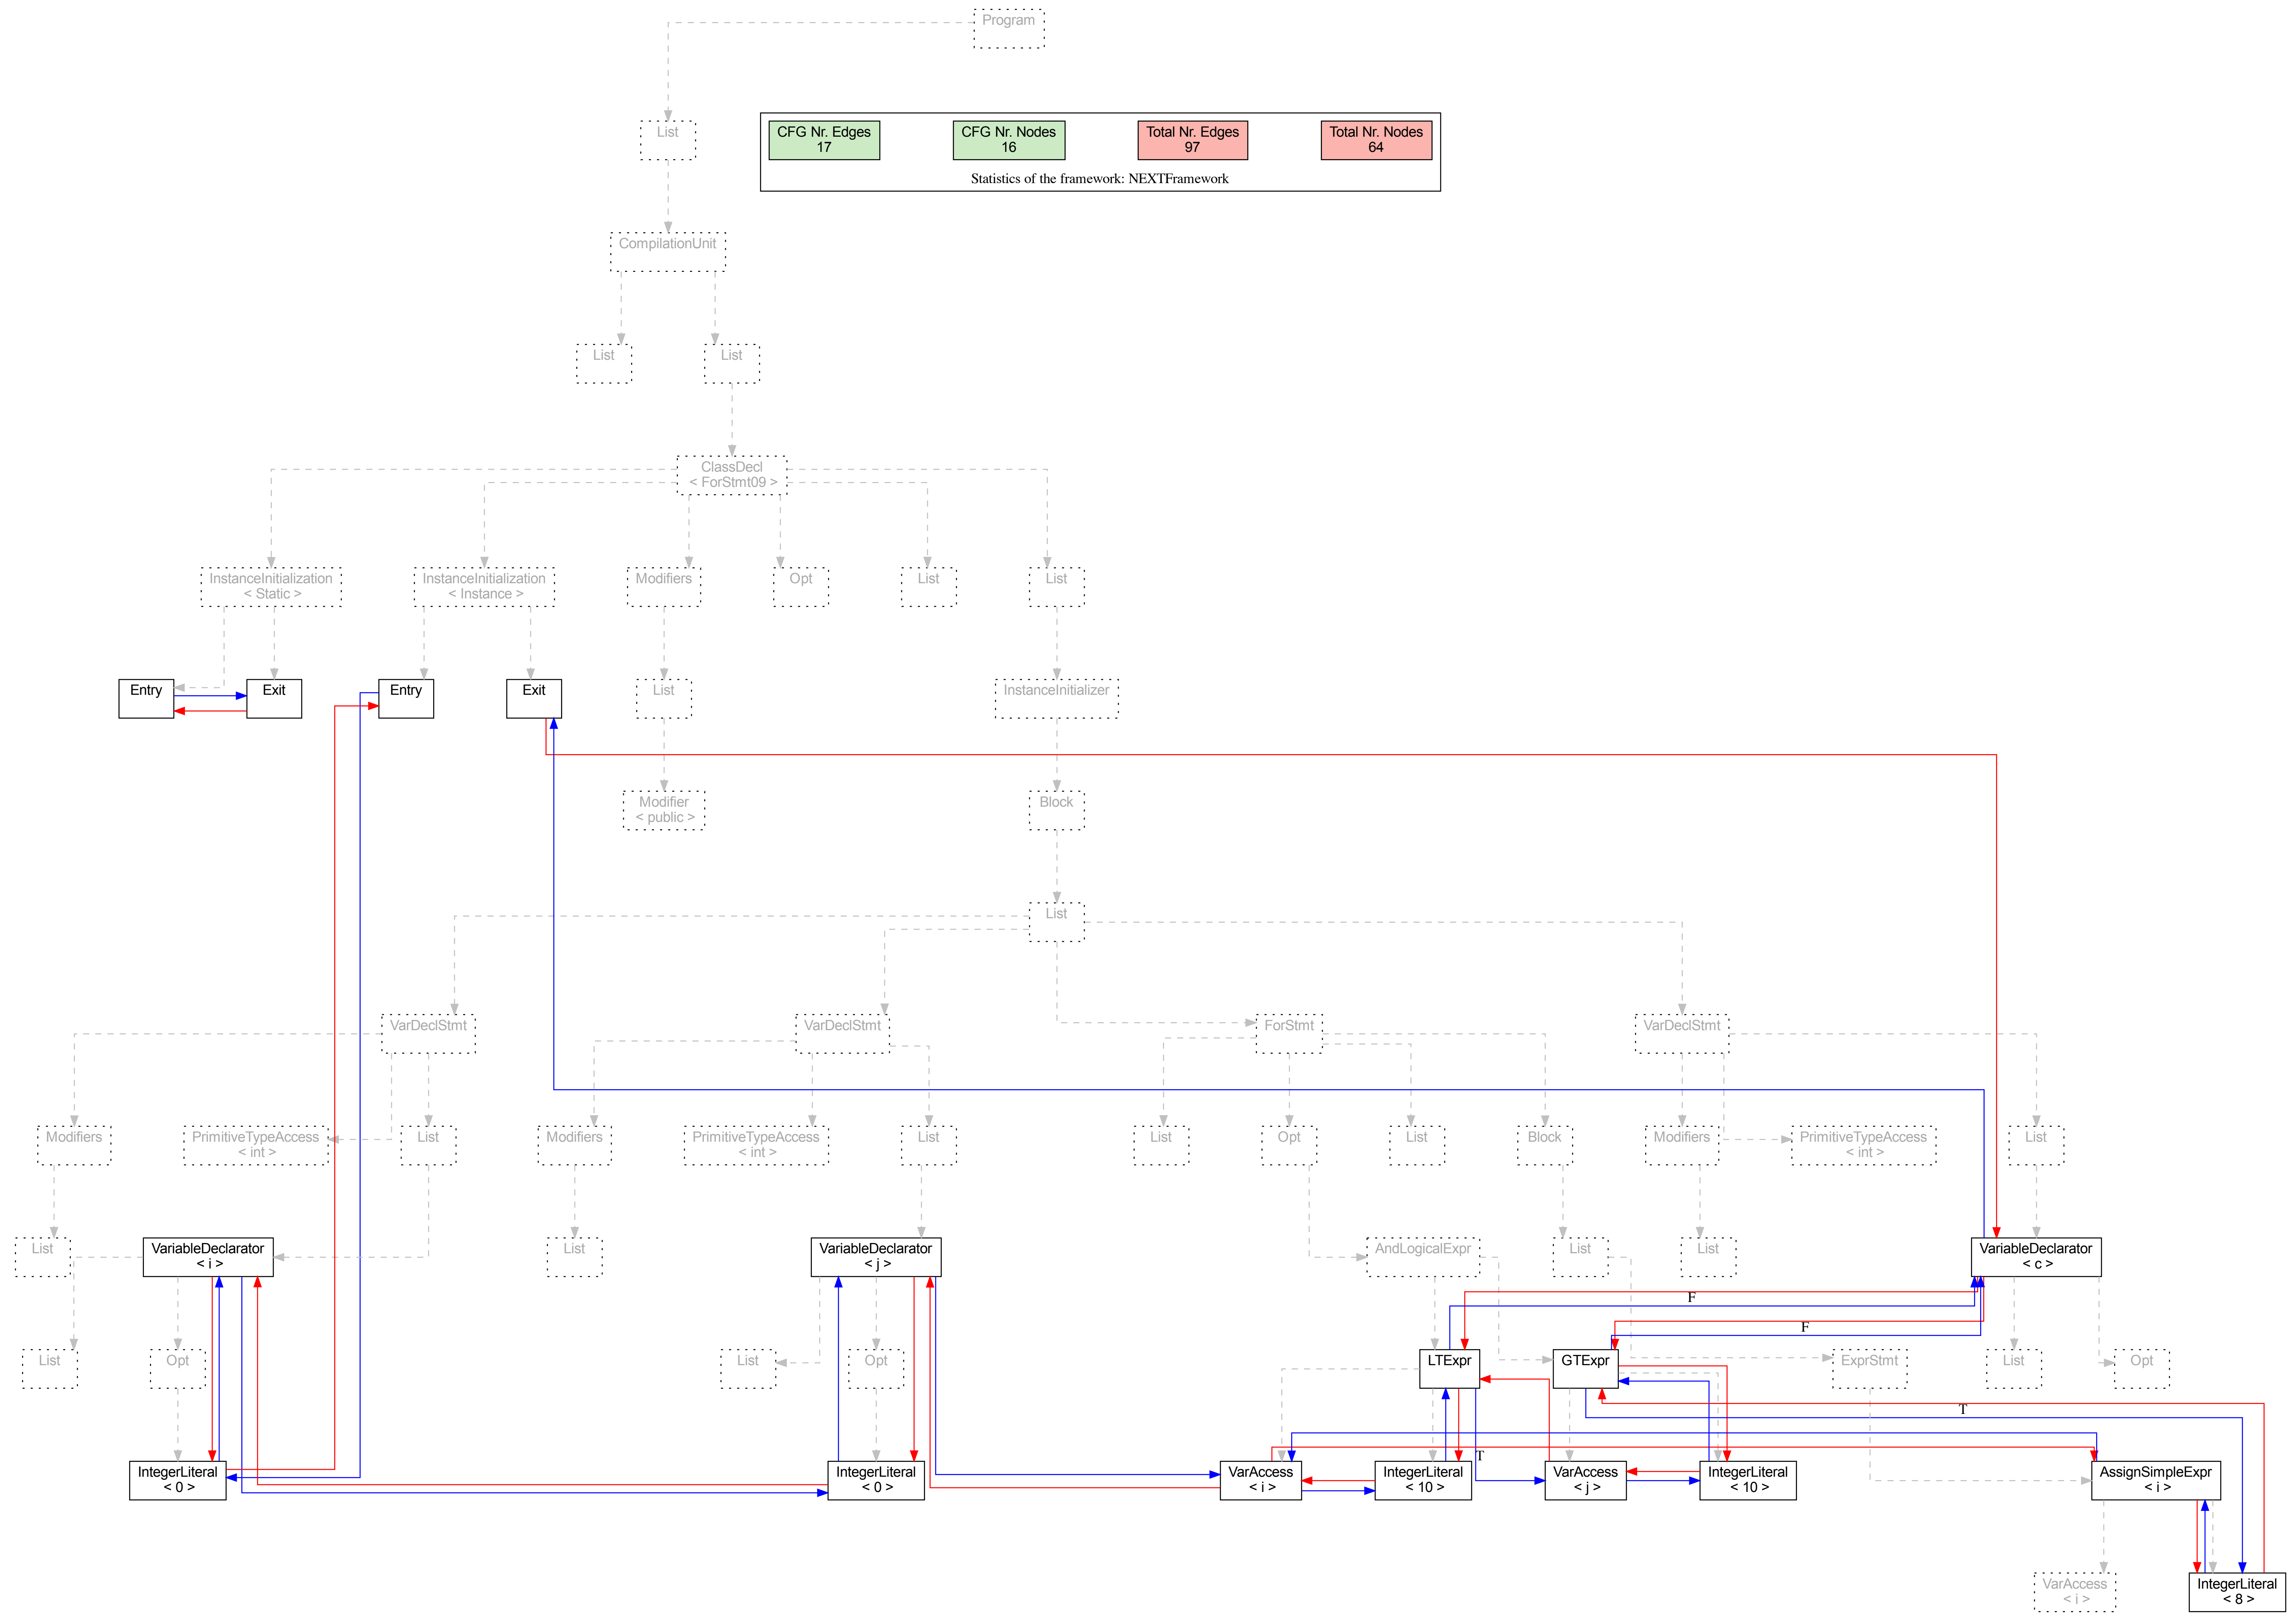 Program
List
CFG Nr. Edges
17
CFG Nr. Nodes
16
Total Nr. Edges
97
Total Nr. Nodes
64
Statistics of the framework: NEXTFramework
CompilationUnit
List
List
ClassDecl
< ForStmt09 >
InstanceInitialization
< Static >
InstanceInitialization
< Instance >
Modifiers
Opt
List
List
Entry
Exit
Entry
Exit
List
InstanceInitializer
Modifier
< public >
Block
List
VarDeclStmt
VarDeclStmt
ForStmt
VarDeclStmt
Modifiers
PrimitiveTypeAccess
< int >
List
Modifiers
PrimitiveTypeAccess
< int >
List
List
Opt
List
Block
Modifiers
PrimitiveTypeAccess
< int >
List
List
VariableDeclarator
< i >
List
VariableDeclarator
< j >
AndLogicalExpr
List
List
VariableDeclarator
< c >
F
F
List
Opt
List
Opt
LTExpr
GTExpr
ExprStmt
List
Opt
T
T
IntegerLiteral
< 0 >
IntegerLiteral
< 0 >
VarAccess
< i >
IntegerLiteral
< 10 >
VarAccess
< j >
IntegerLiteral
< 10 >
AssignSimpleExpr
< i >
VarAccess
< i >
IntegerLiteral
< 8 >